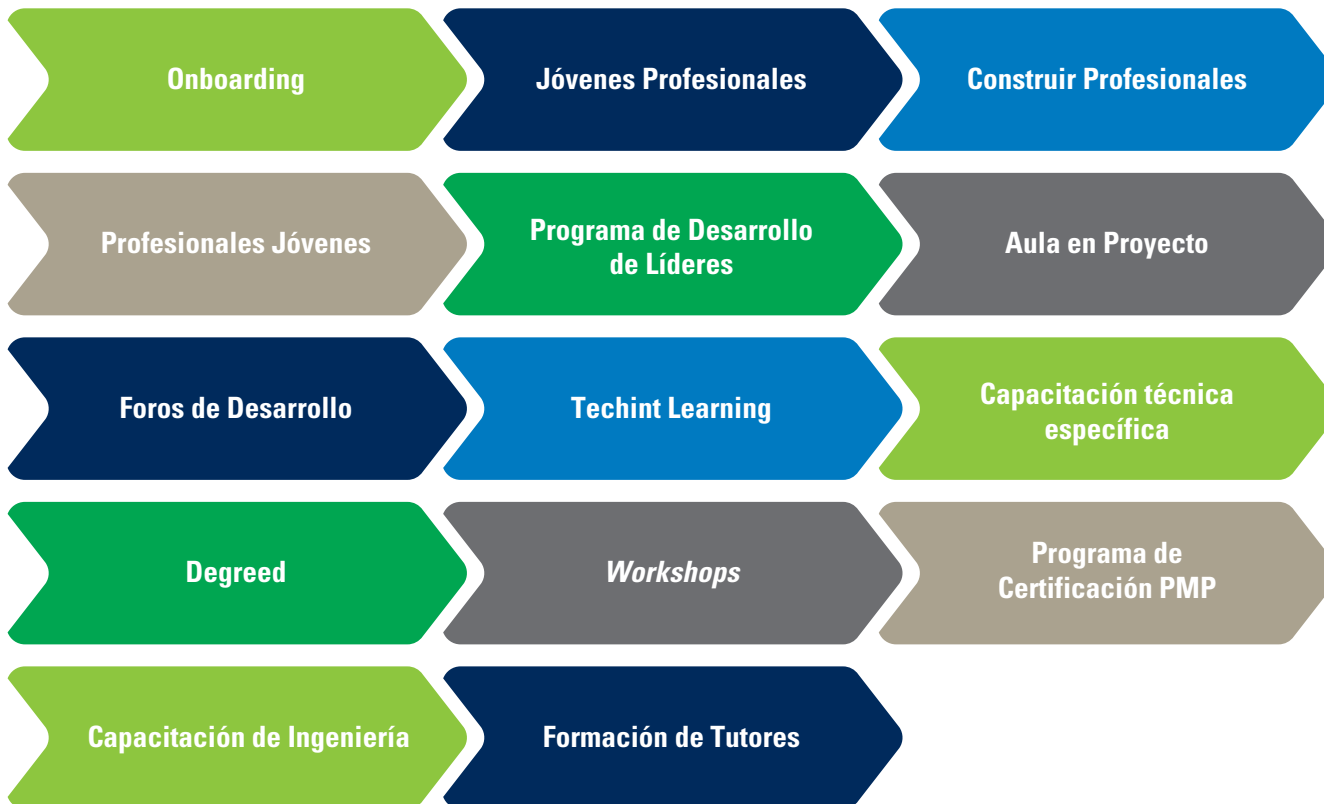 Onboarding
Jóvenes Profesionales
Construir Profesionales
Profesionales Jóvenes
Programa de Desarrollo
de Líderes
Aula en Proyecto
Foros de Desarrollo
Techint Learning
Capacitación técnica
específica
Degreed
Workshops
Programa de
Certificación PMP
Capacitación de Ingeniería
Formación de Tutores